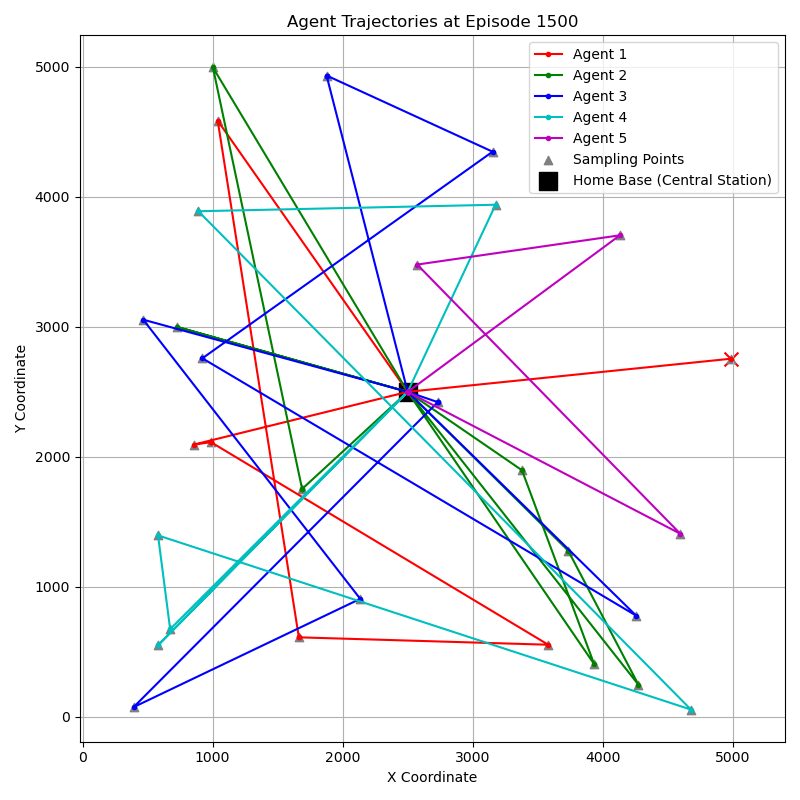 Agent Trajectories at Episode 1500
Agent 1
Agent 2
Agent 3
Agent 4
Agent 5
Sampling Points
Home Base (Central Station)
Y Coordinate
5000
4000
3000
2000
1000
0
0 1000 2000 3000 4000 5000
X Coordinate